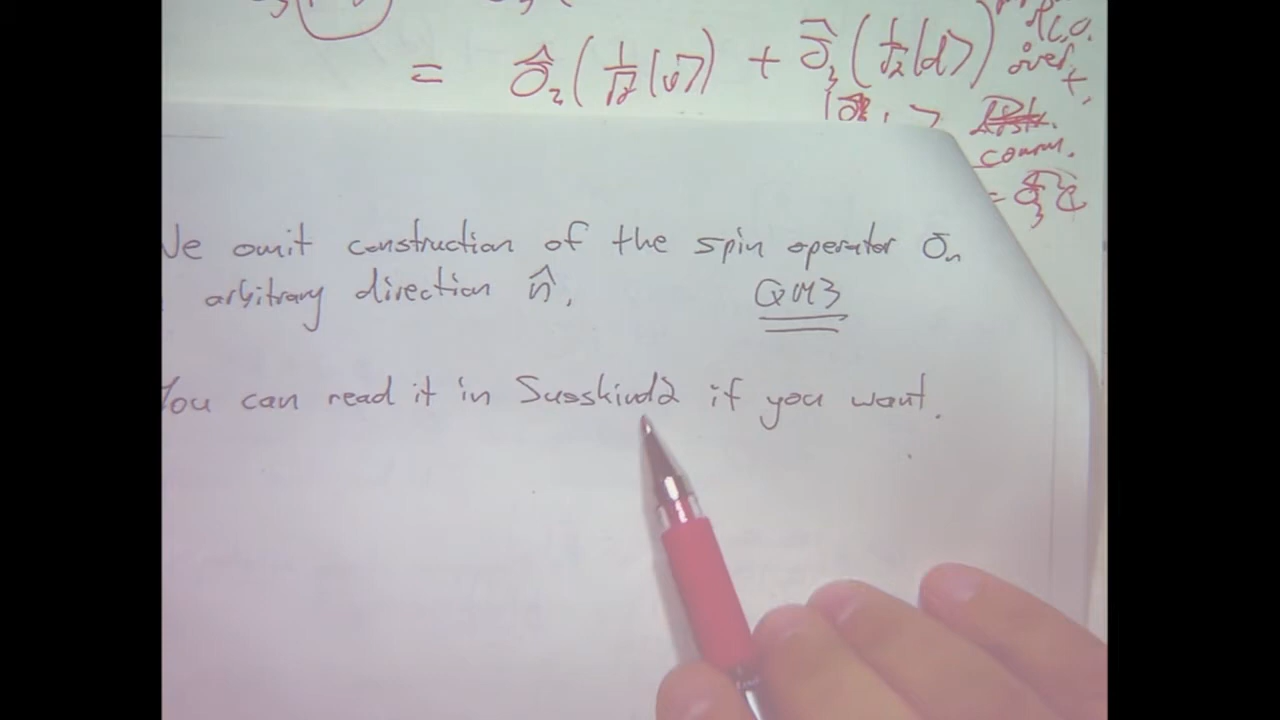 = σ̂₂(1/√2 |u⟩) + σ̂₃(1/√2 |d⟩)
over
+,
comm.
We omit construction of the spin operator σₙ
arbitrary direction n̂.
QM3
You can read it in Susskind2 if you want.